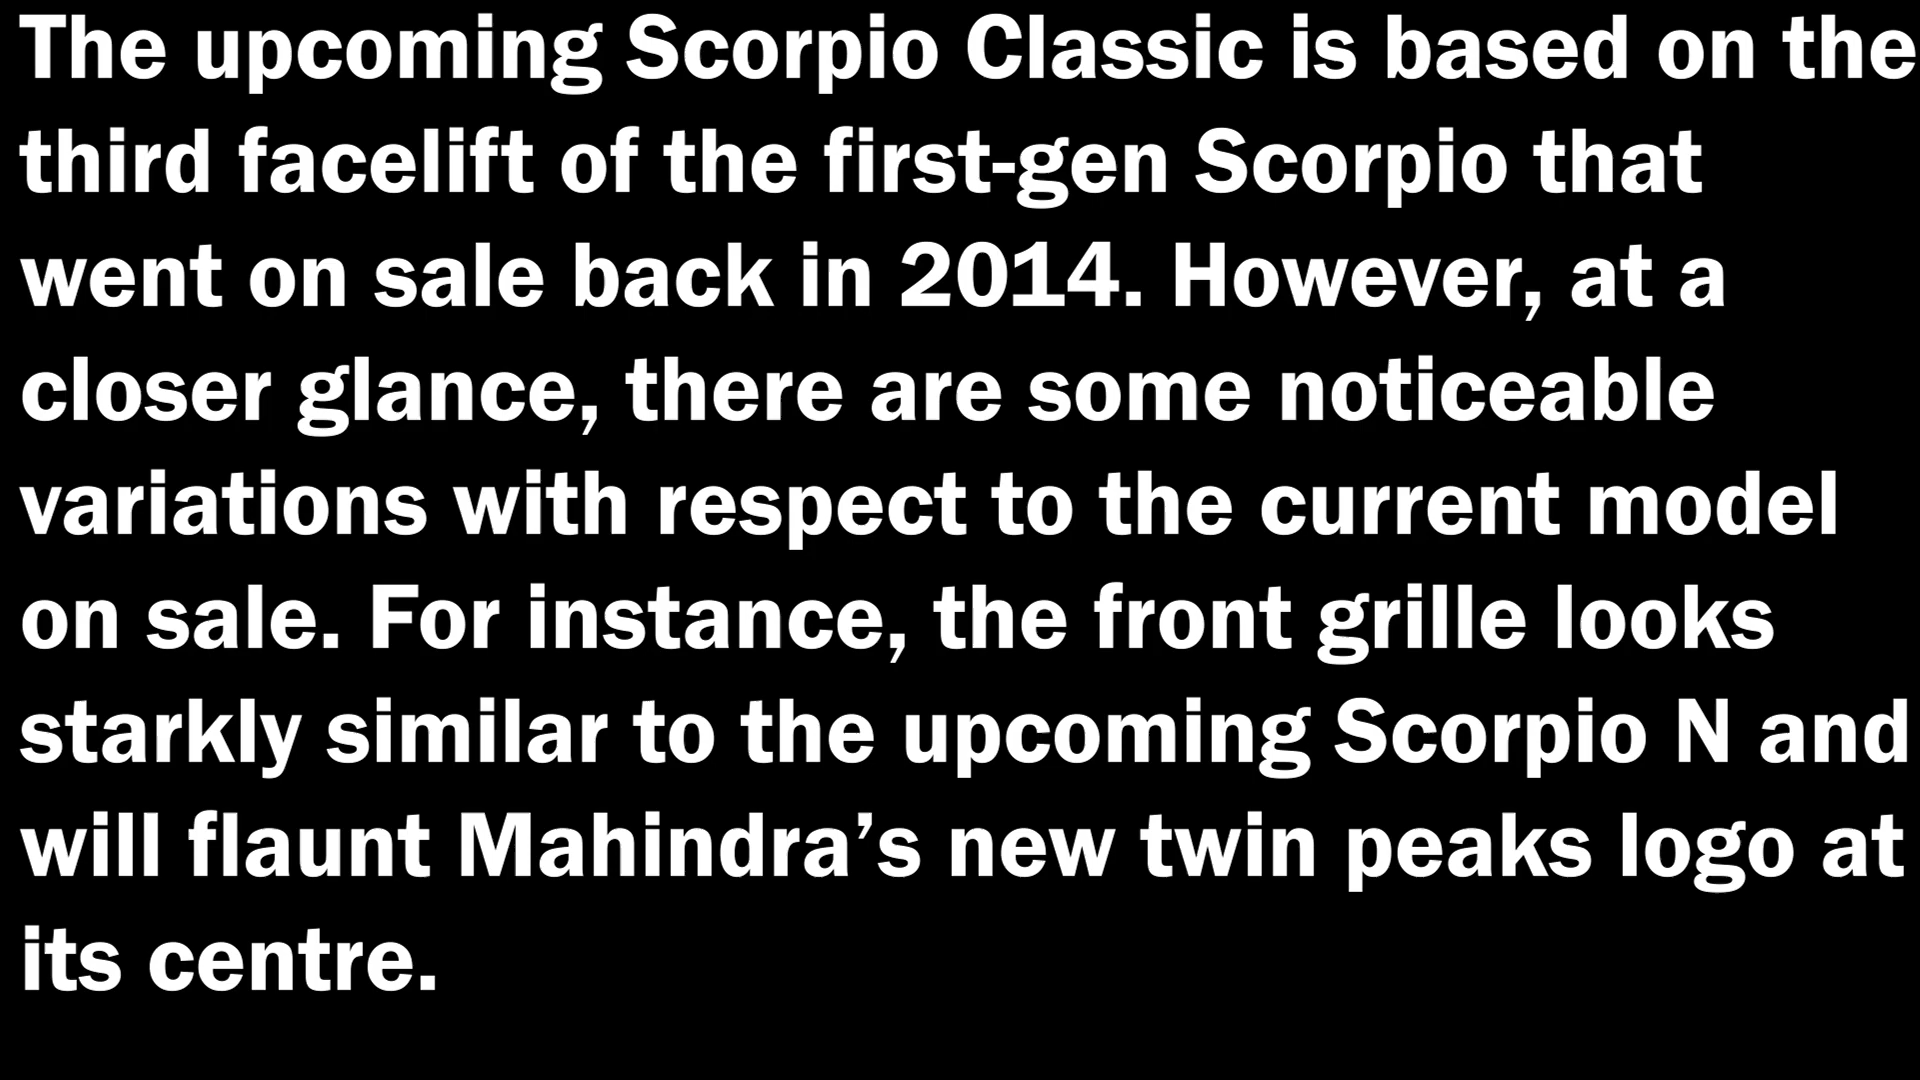 The upcoming Scorpio Classic is based on the
third facelift of the first-gen Scorpio that
went on sale back in 2014. However, at a
closer glance, there are some noticeable
variations with respect to the current model
on sale. For instance, the front grille looks
starkly similar to the upcoming Scorpio N and
will flaunt Mahindra’s new twin peaks logo at
its centre.